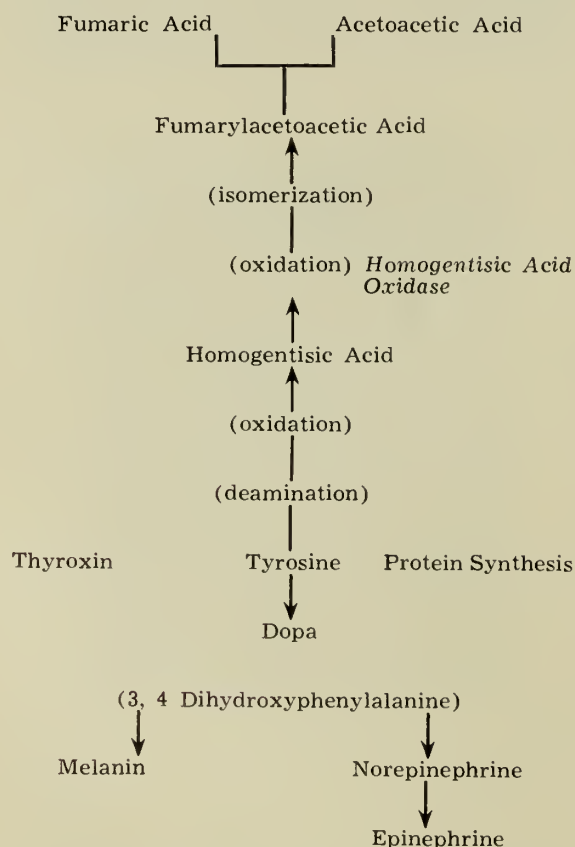 Fumaric Acid Acetoacetic Acid
Fumarylacetoacetic Acid
(isomerization)
(oxidation) Homogentisic Acid
Oxidase
Homogentisic Acid
(oxidation)
(deamination)
Thyroxin Tyrosine Protein Synthesis
Dopa
(3, 4 Dihydroxyphenylalanine)
Melanin Norepinephrine
Epinephrine